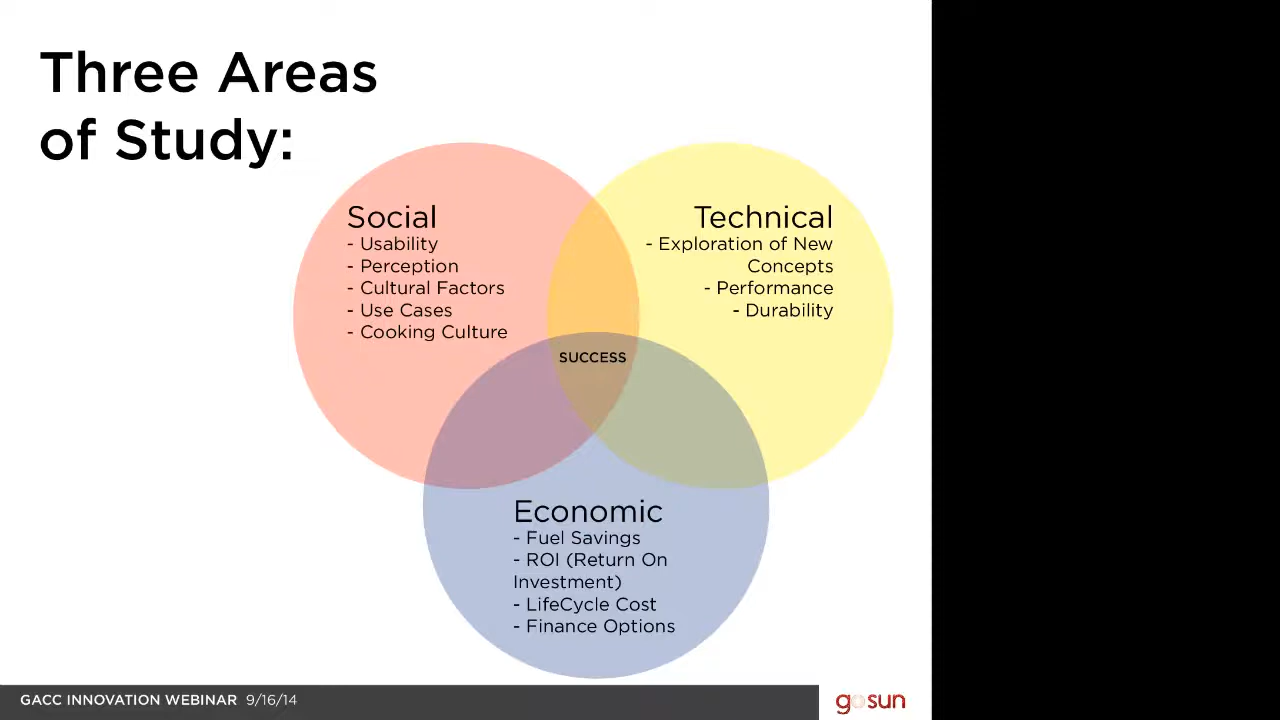 Three Areas
of Study:
Social
- Usability
- Perception
- Cultural Factors
- Use Cases
- Cooking Culture
Technical
- Exploration of New
Concepts
- Performance
- Durability
SUCCESS
Economic
- Fuel Savings
- ROI (Return On
Investment)
- LifeCycle Cost
- Finance Options
GACC INNOVATION WEBINAR 9/16/14
gosun